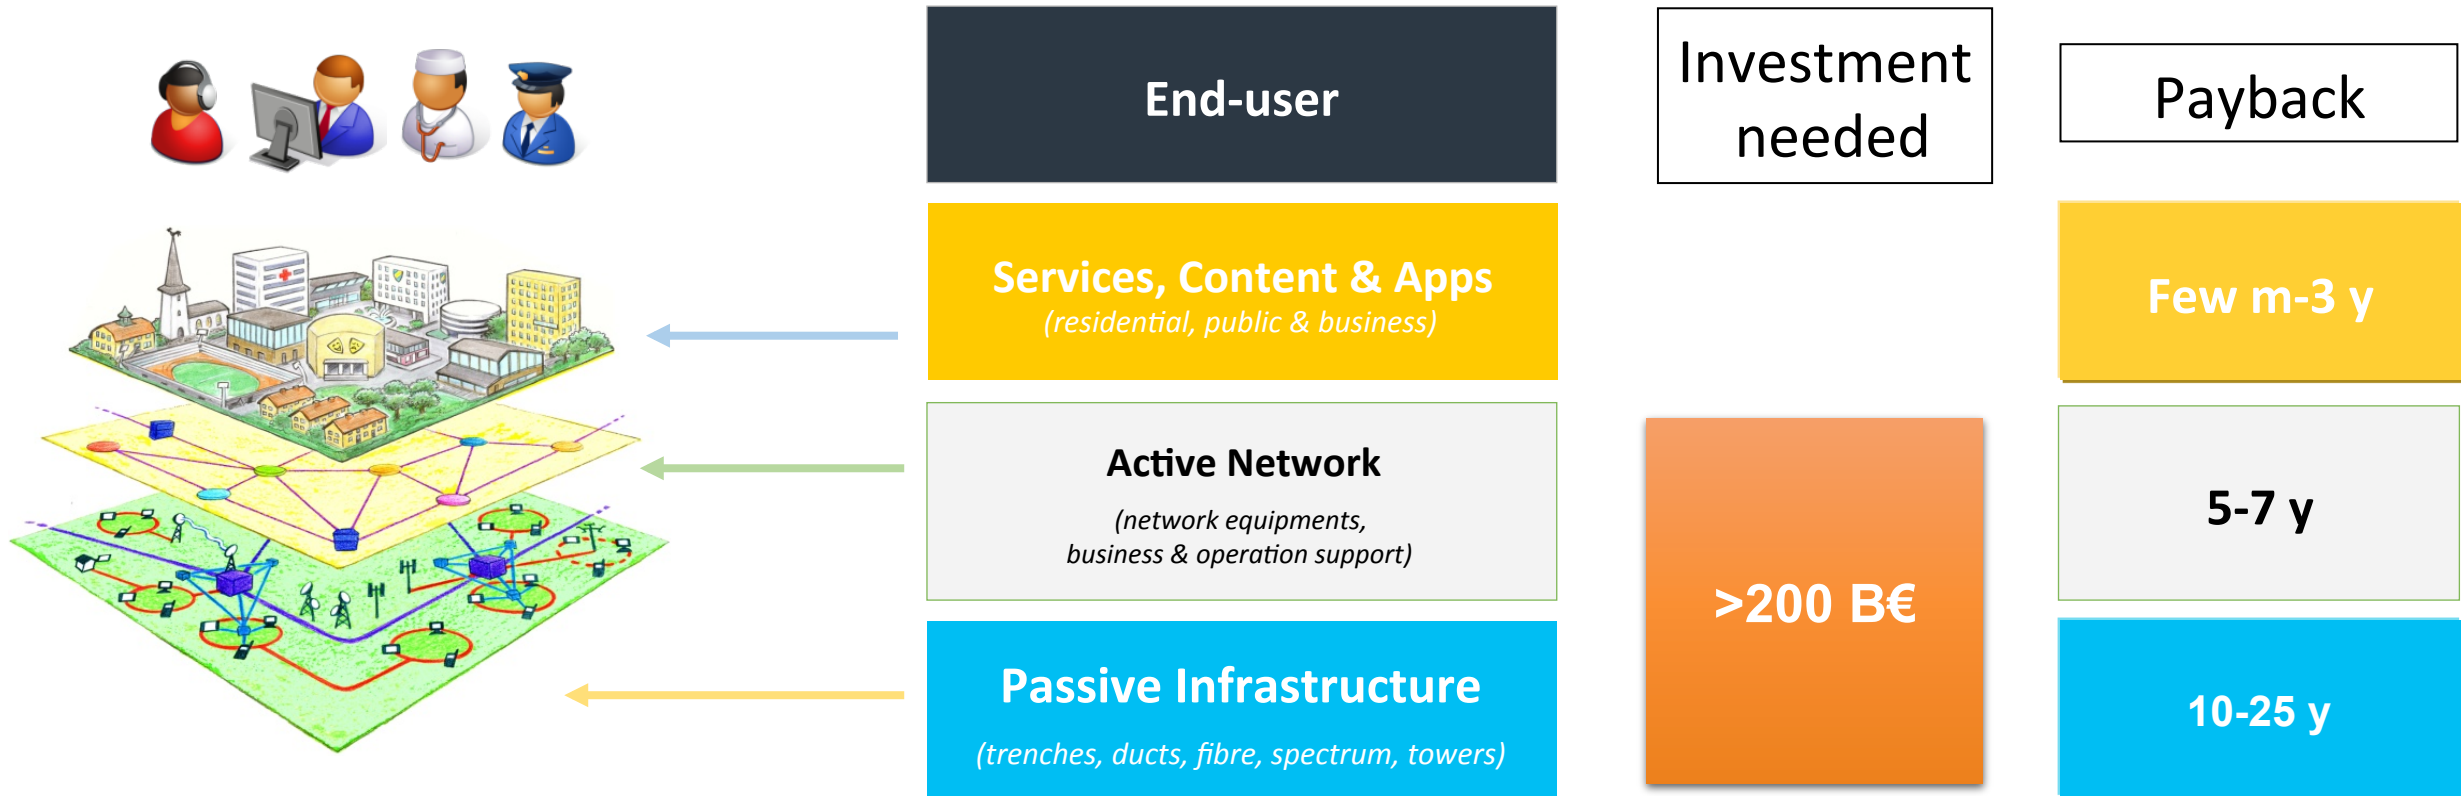 End-user
Investment
needed
Payback
Services, Content & Apps
(residential, public & business)
Few m-3 y
Active Network
(network equipments,
business & operation support)
>200 B€
5-7 y
Passive Infrastructure
(trenches, ducts, fibre, spectrum, towers)
10-25 y